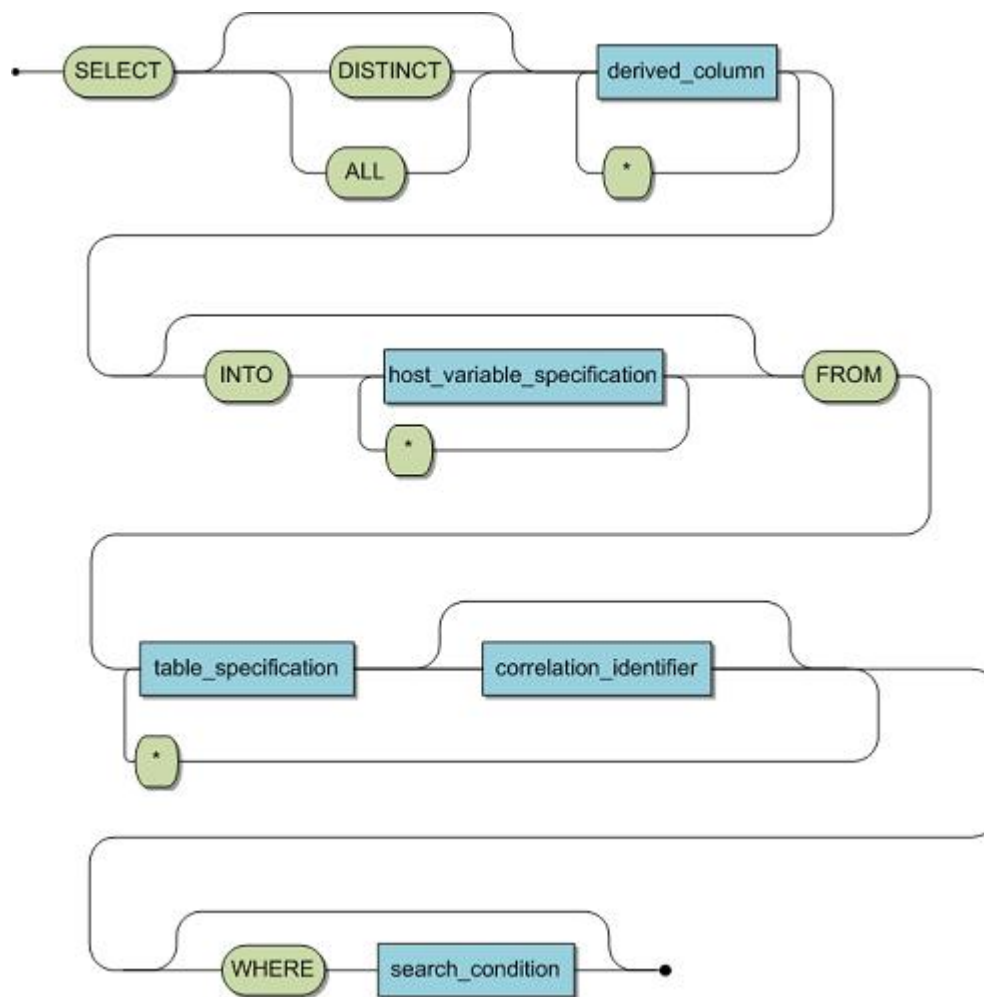 SELECT
DISTINCT
derived_column
ALL
*
INTO
host_variable_specification
FROM
*
table_specification
correlation_identifier
*
WHERE
search_condition